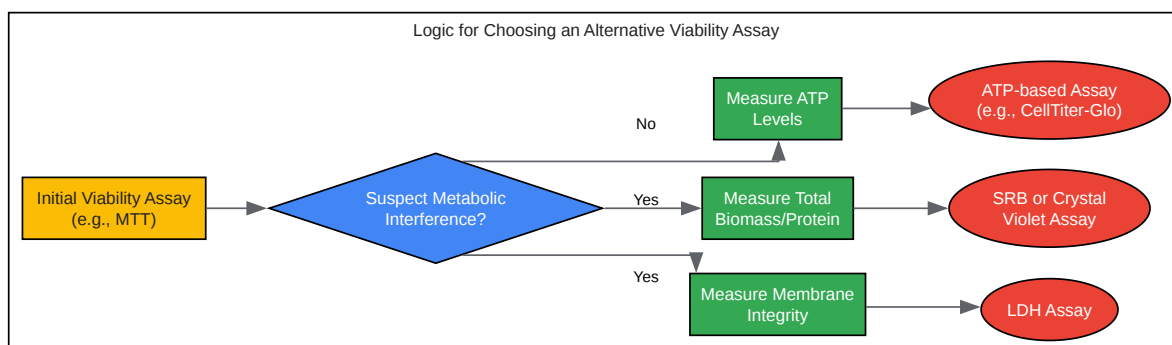 Logic for Choosing an Alternative Viability Assay
Initial Viability Assay
(e.g., MTT)
Suspect Metabolic
Interference?
No
Measure ATP
Levels
ATP-based Assay
(e.g., CellTiter-Glo)
Yes
Measure Total
Biomass/Protein
SRB or Crystal
Violet Assay
Yes
Measure Membrane
Integrity
LDH Assay